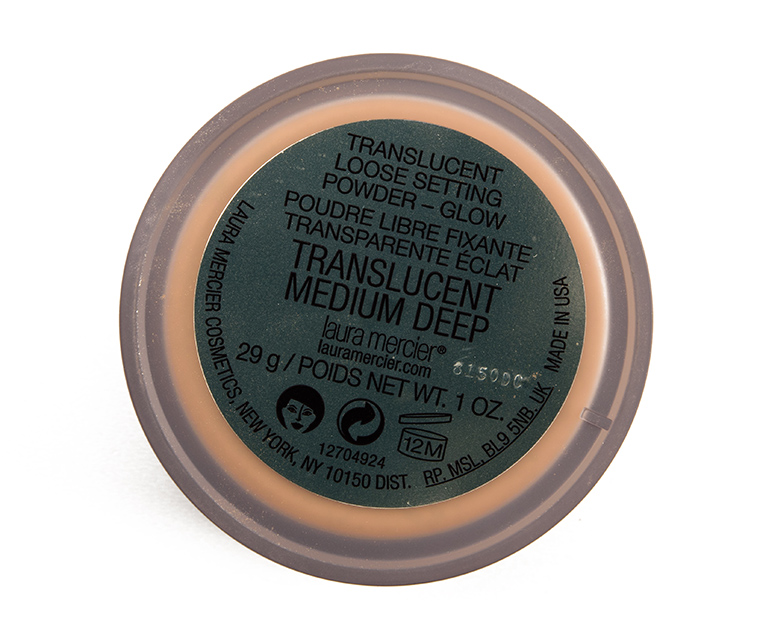 TRANSLUCENT
LOOSE SETTING
POWDER – GLOW
POUDRE LIBRE FIXANTE
TRANSPARENTE ÉCLAT
TRANSLUCENT
MEDIUM DEEP
laura mercier®
lauramercier.com
29 g / POIDS NET WT. 1 OZ.
8150DC
12M
12704924
LAURA MERCIER COSMETICS, NEW YORK, NY 10150 DIST. RP. MSL, BL9 5NB. UK MADE IN USA